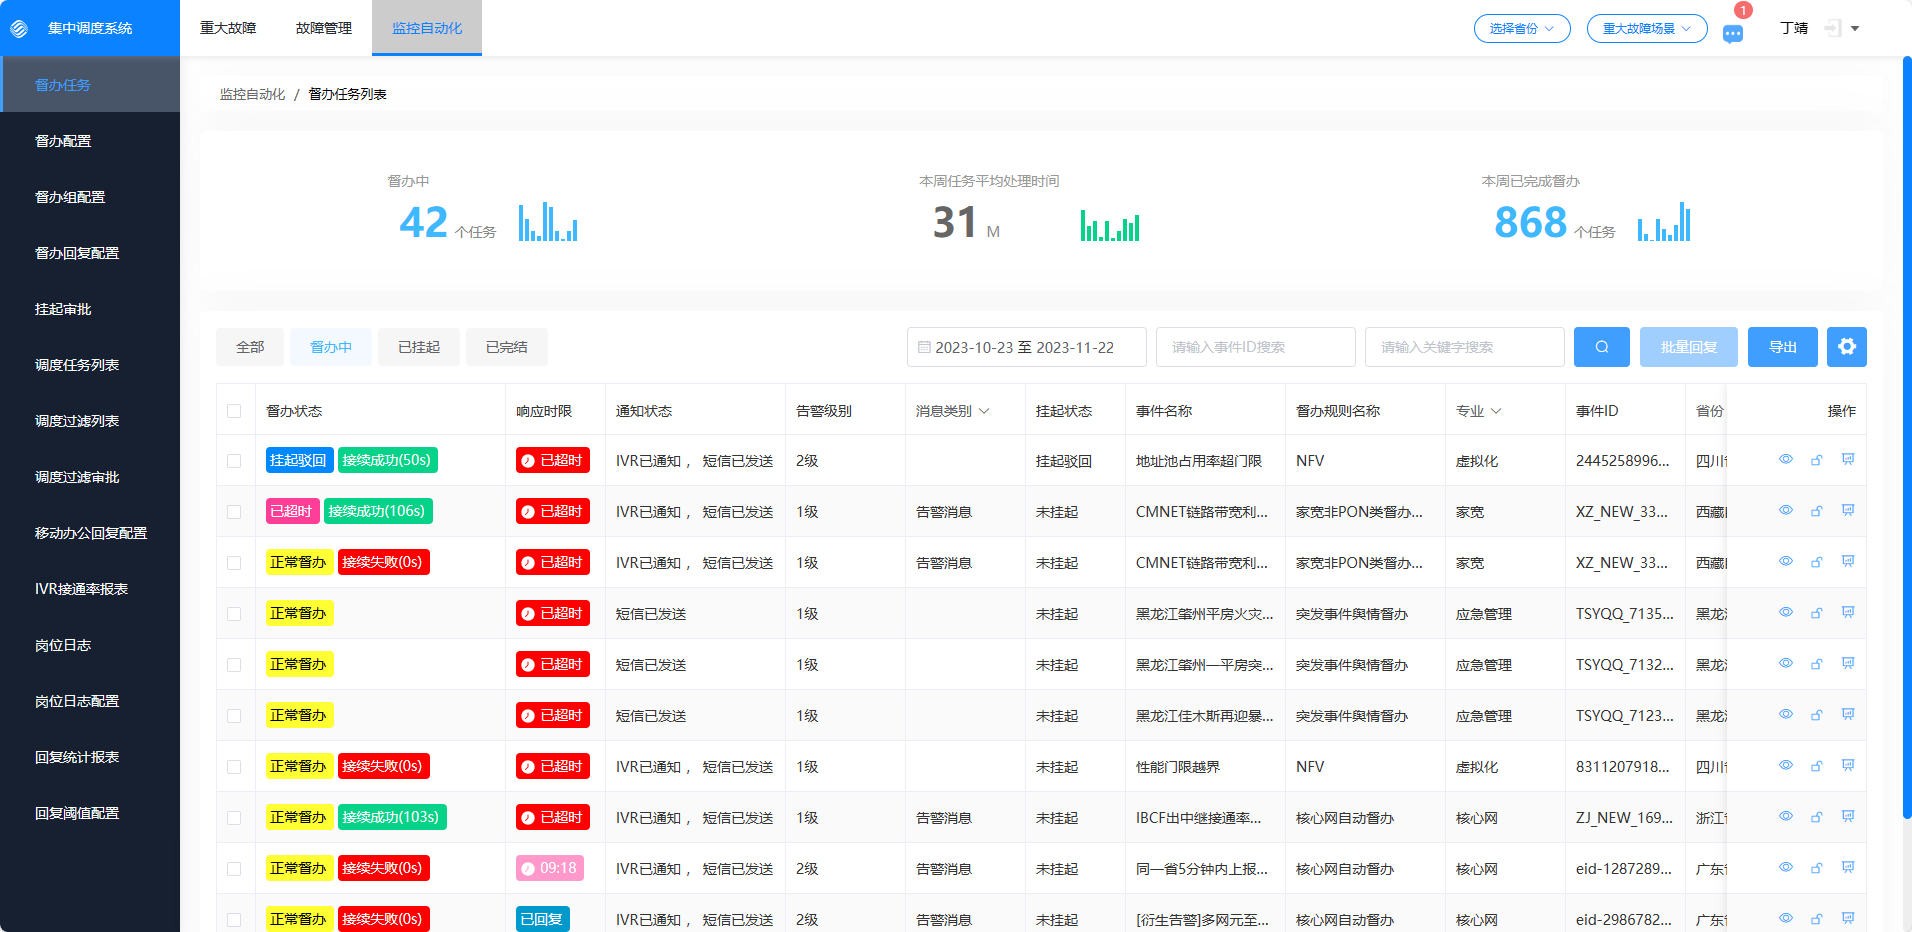 集中调度系统
重大故障
故障管理
监控自动化
选择省份
重大故障场景
1
丁靖
督办任务
督办配置
督办组配置
督办回复配置
挂起审批
调度任务列表
调度过滤列表
调度过滤审批
移动办公回复配置
IVR接通率报表
岗位日志
岗位日志配置
回复统计报表
回复阈值配置
监控自动化 / 督办任务列表
督办中
42 个任务
本周任务平均处理时间
31 M
本周已完成督办
868 个任务
全部 督办中 已挂起 已完结
2023-10-23 至 2023-11-22
请输入事件ID搜索
请输入关键字搜索
批量回复
导出
督办状态 响应时限 通知状态 告警级别 消息类别 挂起状态 事件名称 督办规则名称 专业 事件ID 省份 操作
挂起驳回 接续成功(50s) 已超时 IVR已通知 ， 短信已发送 2级 挂起驳回 地址池占用率超门限 NFV 虚拟化 2445258996... 四川
已超时 接续成功(106s) 已超时 IVR已通知 ， 短信已发送 1级 告警消息 未挂起 CMNET链路带宽利... 家宽非PON类督办... 家宽 XZ_NEW_33... 西藏
正常督办 接续失败(0s) 已超时 IVR已通知 ， 短信已发送 1级 告警消息 未挂起 CMNET链路带宽利... 家宽非PON类督办... 家宽 XZ_NEW_33... 西藏
正常督办 已超时 短信已发送 1级 未挂起 黑龙江肇州平房火灾... 突发事件舆情督办 应急管理 TSYQQ_7135... 黑龙
正常督办 已超时 短信已发送 1级 未挂起 黑龙江肇州一平房突... 突发事件舆情督办 应急管理 TSYQQ_7132... 黑龙
正常督办 已超时 短信已发送 1级 未挂起 黑龙江佳木斯再迎暴... 突发事件舆情督办 应急管理 TSYQQ_7123... 黑龙
正常督办 接续失败(0s) 已超时 IVR已通知 ， 短信已发送 1级 未挂起 性能门限越界 NFV 虚拟化 8311207918... 四川
正常督办 接续成功(103s) 已超时 IVR已通知 ， 短信已发送 1级 告警消息 未挂起 IBCF出中继接通率... 核心网自动督办 核心网 ZJ_NEW_169... 浙江
正常督办 接续失败(0s) 09:18 IVR已通知 ， 短信已发送 2级 告警消息 未挂起 同一省5分钟内上报... 核心网自动督办 核心网 eid-1287289... 广东
正常督办 接续失败(0s) 已回复 IVR已通知 ， 短信已发送 2级 告警消息 未挂起 [衍生告警]多网元至... 核心网自动督办 核心网 eid-2986782... 广东